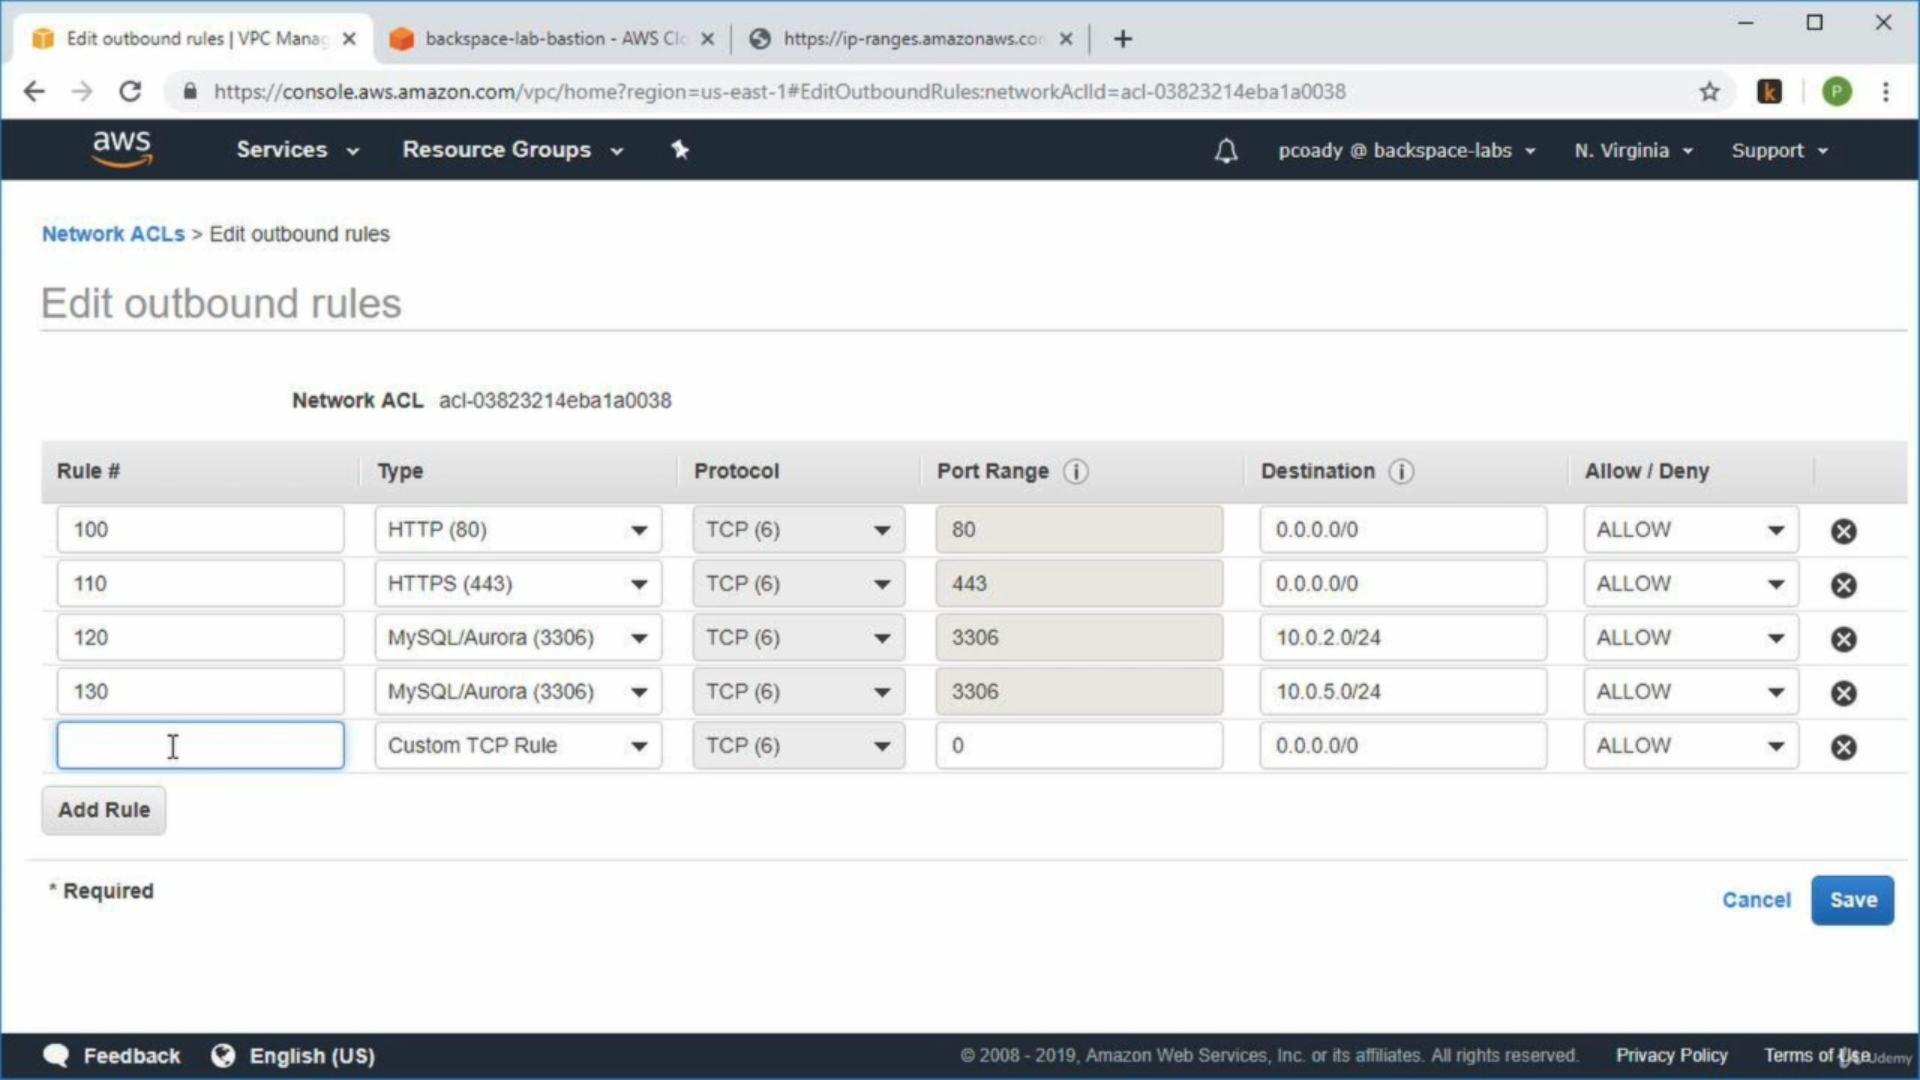 Edit outbound rules | VPC Manag
backspace-lab-bastion - AWS Clo
https://ip-ranges.amazonaws.com
https://console.aws.amazon.com/vpc/home?region=us-east-1#EditOutboundRules:networkAclId=acl-03823214eba1a0038
k
P
aws
Services
Resource Groups
pcoady @ backspace-labs
N. Virginia
Support
Network ACLs > Edit outbound rules
Edit outbound rules
Network ACL acl-03823214eba1a0038
Rule # Type Protocol Port Range i Destination i Allow / Deny
100 HTTP (80) TCP (6) 80 0.0.0.0/0 ALLOW
110 HTTPS (443) TCP (6) 443 0.0.0.0/0 ALLOW
120 MySQL/Aurora (3306) TCP (6) 3306 10.0.2.0/24 ALLOW
130 MySQL/Aurora (3306) TCP (6) 3306 10.0.5.0/24 ALLOW
Custom TCP Rule TCP (6) 0 0.0.0.0/0 ALLOW
Add Rule
* Required
Cancel
Save
Feedback
English (US)
© 2008 - 2019, Amazon Web Services, Inc. or its affiliates. All rights reserved.
Privacy Policy
Terms of Use
Udemy